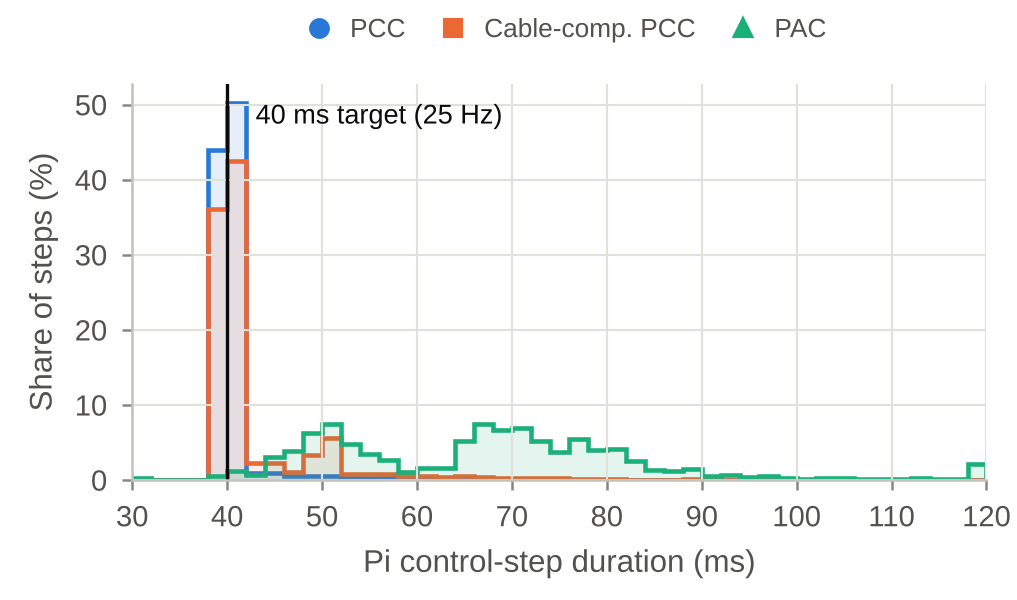 PCC Cable-comp. PCC PAC
40 ms target (25 Hz)
Share of steps (%)
50
40
30
20
10
0
30 40 50 60 70 80 90 100 110 120
Pi control-step duration (ms)